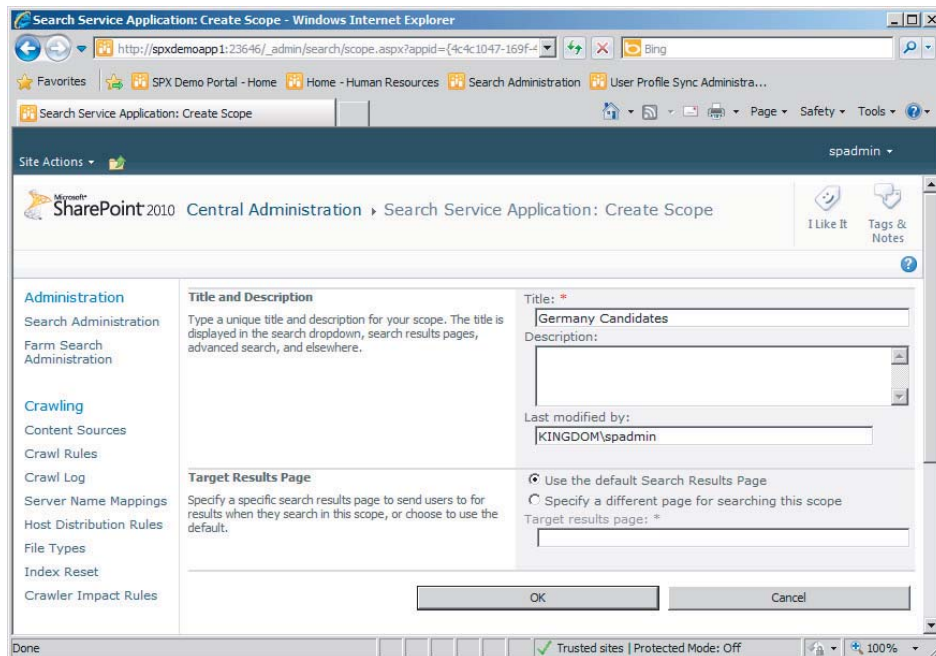 Search Service Application: Create Scope - Windows Internet Explorer
http://spxdemoapp1:23646/_admin/search/scope.aspx?appid={4c4c1047-169f-4
Bing
Favorites
SPX Demo Portal - Home
Home - Human Resources
Search Administration
User Profile Sync Administra...
Search Service Application: Create Scope
Page
Safety
Tools
Site Actions
spadmin
Microsoft
SharePoint 2010
Central Administration
Search Service Application: Create Scope
I Like It
Tags &
Notes
Administration
Search Administration
Farm Search
Administration
Crawling
Content Sources
Crawl Rules
Crawl Log
Server Name Mappings
Host Distribution Rules
File Types
Index Reset
Crawler Impact Rules
Title and Description
Type a unique title and description for your scope. The title is
displayed in the search dropdown, search results pages,
advanced search, and elsewhere.
Title: *
Germany Candidates
Description:
Last modified by:
KINGDOM\spadmin
Target Results Page
Specify a specific search results page to send users to for
results when they search in this scope, or choose to use the
default.
Use the default Search Results Page
Specify a different page for searching this scope
Target results page: *
OK
Cancel
Done
Trusted sites | Protected Mode: Off
100%